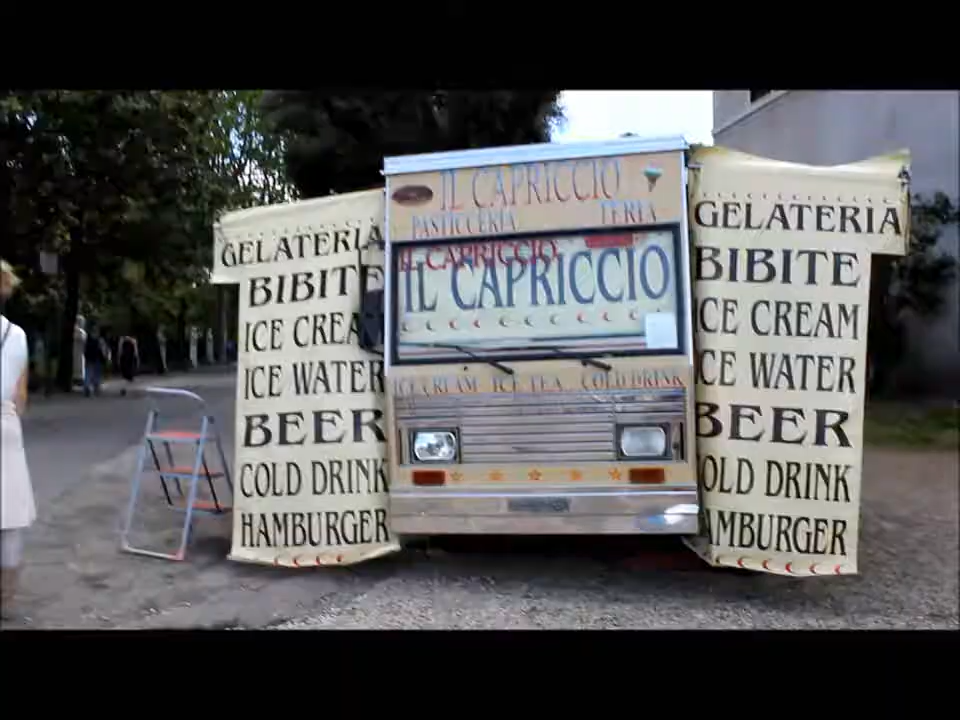 GELATERIA
BIBITE
ICE CREA
ICE WATER
BEER
COLD DRINK
HAMBURGER
IL CAPRICCIO
PASTICCERIA TERIA
IL CAPRICCIO
IL CAPRICCIO
ICE CREAM ICE TEA COLD DRINK
GELATERIA
BIBITE
ICE CREAM
ICE WATER
BEER
OLD DRINK
AMBURGER